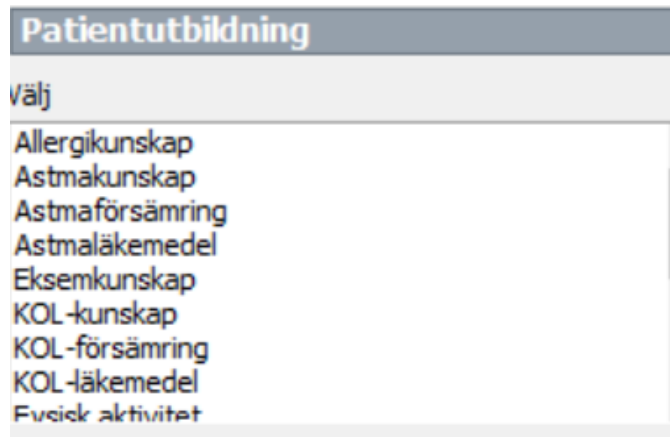 Patientutbildning
Välj
Allergikunskap
Astmakunskap
Astmaförsämring
Astmaläkemedel
Eksemkunskap
KOL-kunskap
KOL-försämring
KOL-läkemedel
Fysisk aktivitet